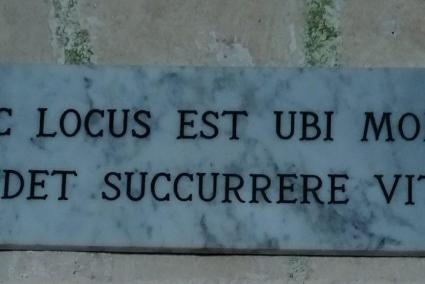 C LOCUS EST UBI MO
DET SUCCURRERE VIT